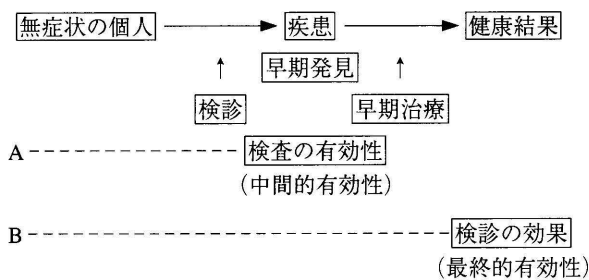 無症状の個人 疾患 健康結果
早期発見
検診 早期治療
A 検査の有効性
(中間的有効性)
B 検診の効果
(最終的有効性)